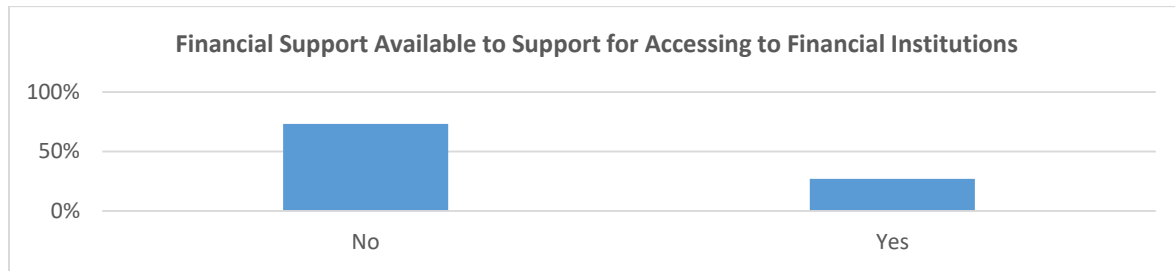 Financial Support Available to Support for Accessing to Financial Institutions
100%
50%
0%
No
Yes